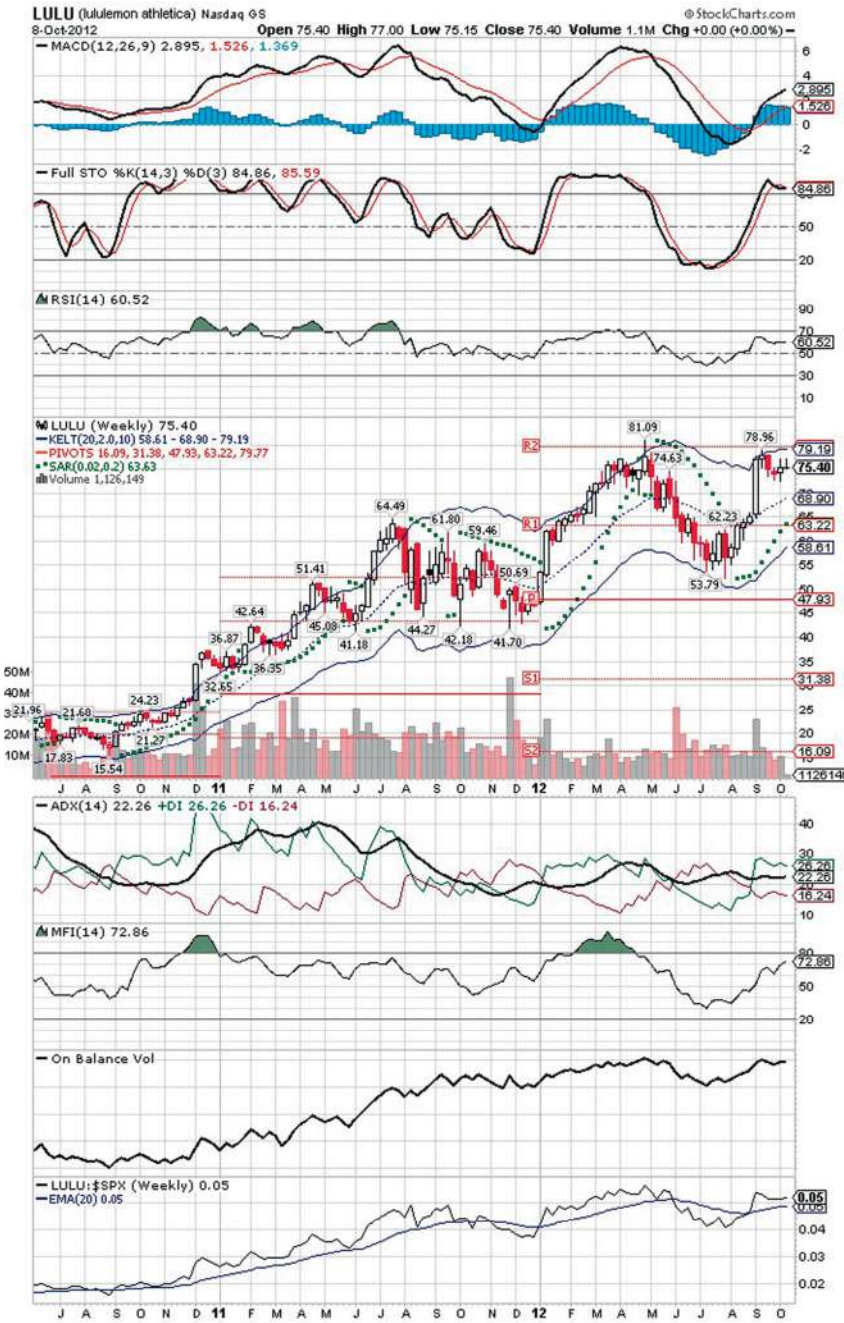 LULU (lululemon athletica) Nasdaq GS © StockCharts.com
8-Oct-2012 Open 75.40 High 77.00 Low 75.15 Close 75.40 Volume 1.1M Chg +0.00 (+0.00%)
MACD(12,26,9) 2.895, 1.526, 1.369
6
4
2.895
1.526
0
-2
Full STO %K(14,3) %D(3) 84.86, 85.59
84.86
50
20
RSI(14) 60.52
90
70
60.52
50
30
10
LULU (Weekly) 75.40
KELT(20,2.0,10) 58.61 - 68.90 - 79.19
PIVOTS 16.09, 31.38, 47.93, 63.22, 79.77
SAR(0.02,0.2) 63.63
Volume 1,126,149
R2 81.09 78.96 79.19
74.63 75.40
68.90
64.49 61.80 59.46 R1 62.23 63.22
58.61
55
51.41 50.69 53.79 50
P 47.93
45.08 44.27 45
42.64 41.18 42.18 41.70 40
36.87 36.35 35
32.65 S1 31.38
50M
40M
30M
20M
10M
21.96 21.68 24.23 25
21.27 20
17.83 15.54 S2 16.09
1126149
J A S O N D 11 F M A M J J A S O N D 12 F M A M J J A S O
ADX(14) 22.26 +DI 26.26 -DI 16.24
40
30
26.26
22.26
16.24
10
MFI(14) 72.86
80
72.86
50
20
On Balance Vol
LULU:$SPX (Weekly) 0.05
EMA(20) 0.05
0.05
0.05
0.04
0.03
0.02
J A S O N D 11 F M A M J J A S O N D 12 F M A M J J A S O